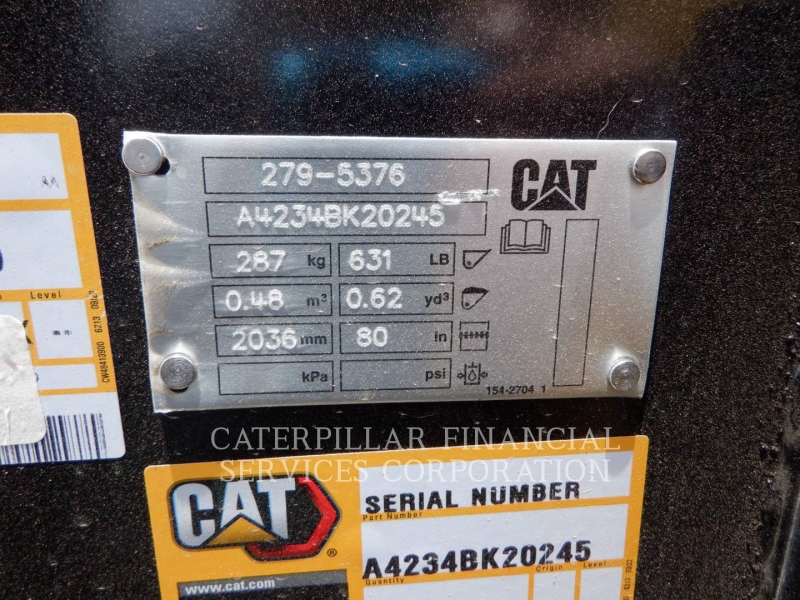 279-5376
CAT
A4234BK20245
287 kg 631 LB
0.48 m³ 0.62 yd³
2036 mm 80 in
kPa psi
154-2704 1
Level
CW48413900 6213
CATERPILLAR FINANCIAL
SERVICES CORPORATION
CAT
®
www.cat.com
SERIAL NUMBER
Part Number
A4234BK20245
Quantity Origin Level